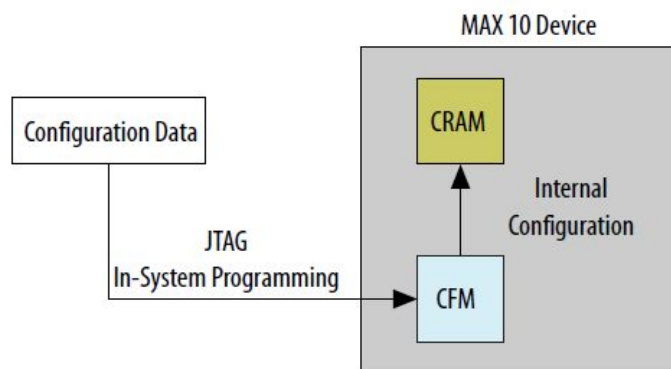 MAX 10 Device
Configuration Data
CRAM
Internal
Configuration
JTAG
In-System Programming
CFM